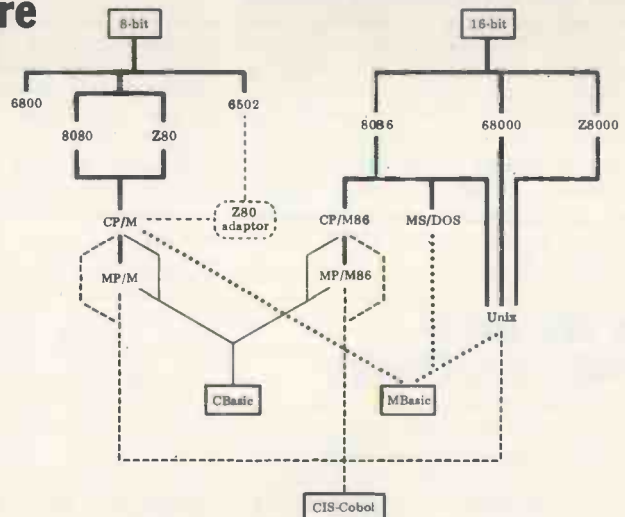 re
8-bit
16-bit
6800
6502
8086
68000
Z8000
8080
Z80
CP/M
Z80
adaptor
CP/M86
MS/DOS
MP/M
MP/M86
Unix
CBasic
MBasic
CIS-Cobol